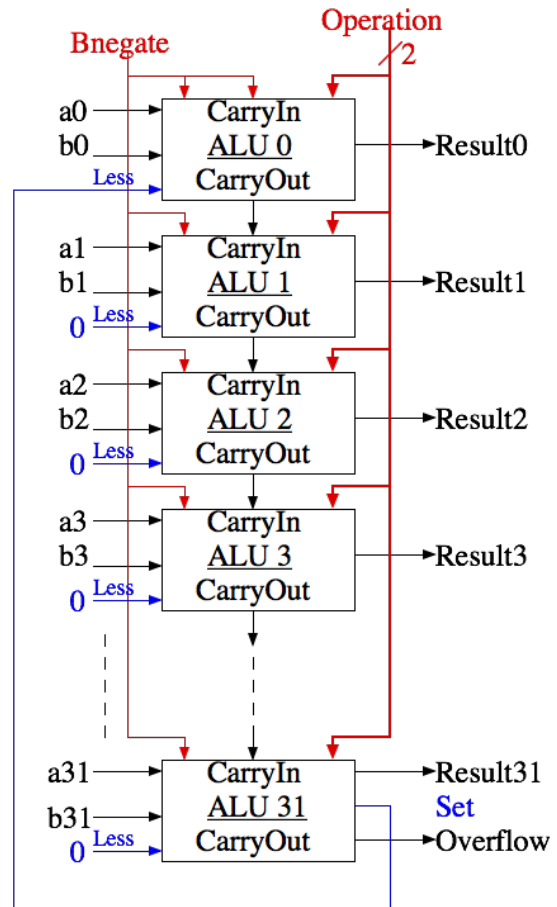 Operation
Bnegate
2
a0 CarryIn
b0 ALU 0 Result0
Less CarryOut
a1 CarryIn
b1 ALU 1 Result1
0 Less CarryOut
a2 CarryIn
b2 ALU 2 Result2
0 Less CarryOut
a3 CarryIn
b3 ALU 3 Result3
0 Less CarryOut
a31 CarryIn Result31
b31 ALU 31 Set
0 Less CarryOut Overflow